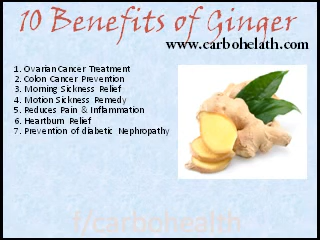 10 Benefits of Ginger
www.carbohelath.com
1. Ovarian Cancer Treatment
2. Colon Cancer Prevention
3. Morning Sickness Relief
4. Motion Sickness Remedy
5. Reduces Pain & Inflammation
6. Heartburn Relief
7. Prevention of diabetic Nephropathy
f/carbohealth